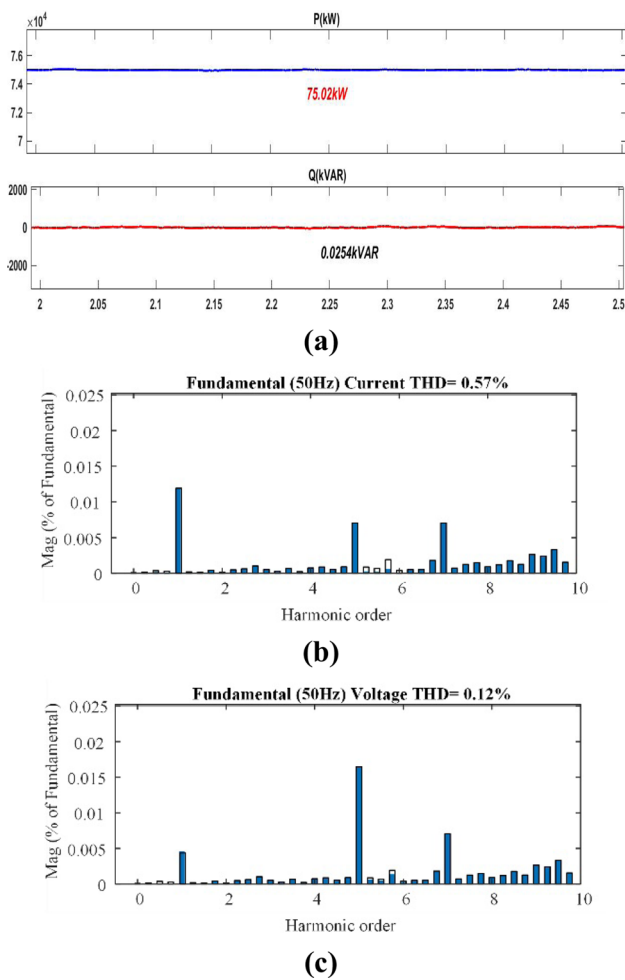 P(kW)
×10⁴
7.6
7.4
7.2
7
75.02kW
Q(kVAR)
2000
0
-2000
0.0254kVAR
2 2.05 2.1 2.15 2.2 2.25 2.3 2.35 2.4 2.45 2.5
(a)
Fundamental (50Hz) Current THD= 0.57%
Mag (% of Fundamental)
0.025
0.02
0.015
0.01
0.005
0
0 2 4 6 8 10
Harmonic order
(b)
Fundamental (50Hz) Voltage THD= 0.12%
Mag (% of Fundamental)
0.025
0.02
0.015
0.01
0.005
0
0 2 4 6 8 10
Harmonic order
(c)